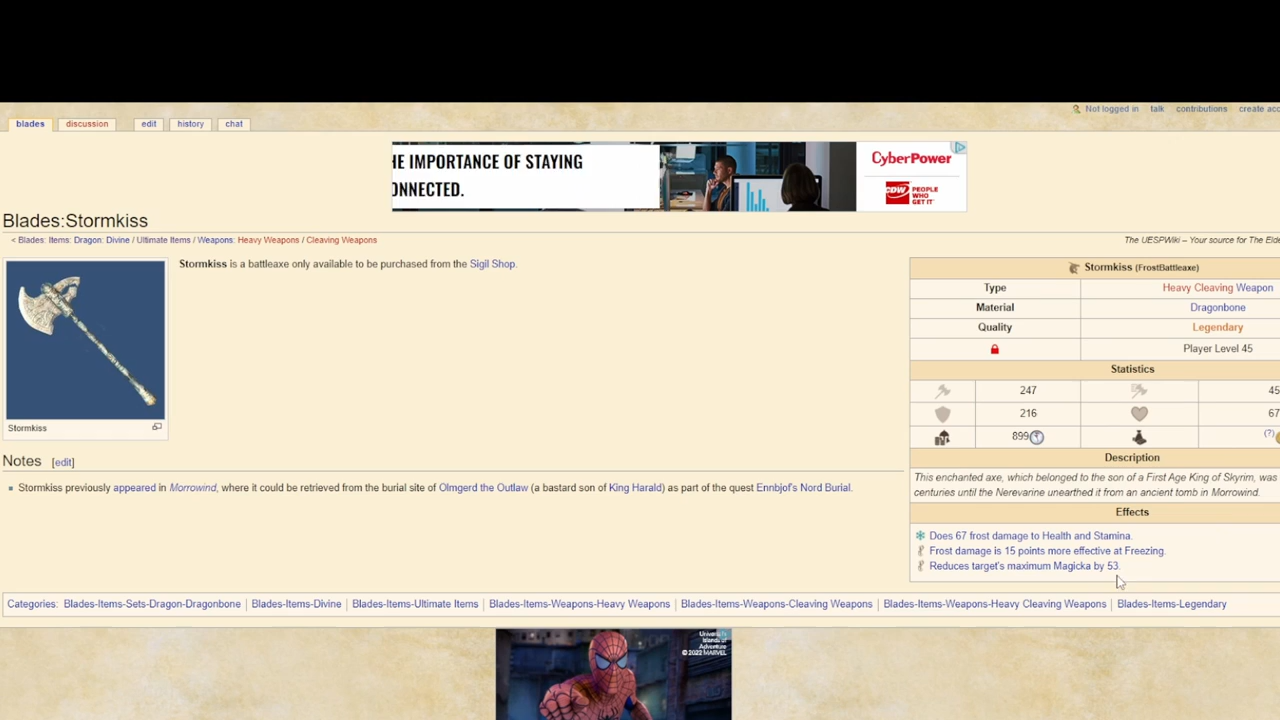 Not logged in talk contributions create
blades discussion edit history chat
HE IMPORTANCE OF STAYING
ONNECTED.
CyberPower
CDW PEOPLE
WHO
GET IT
Blades:Stormkiss
< Blades: Items: Dragon: Divine / Ultimate Items / Weapons: Heavy Weapons / Cleaving Weapons
The UESPWiki – Your source for The
Stormkiss is a battleaxe only available to be purchased from the Sigil Shop.
Stormkiss
Stormkiss (FrostBattleaxe)
Type Heavy Cleaving Weapon
Material Dragonbone
Quality Legendary
Player Level 45
Statistics
247 45
216 67
899 (?)
Description
This enchanted axe, which belonged to the son of a First Age King of Skyrim, was
centuries until the Nerevarine unearthed it from an ancient tomb in Morrowind.
Effects
Does 67 frost damage to Health and Stamina.
Frost damage is 15 points more effective at Freezing.
Reduces target's maximum Magicka by 53.
Notes [edit]
Stormkiss previously appeared in Morrowind, where it could be retrieved from the burial site of Olmgerd the Outlaw (a bastard son of King Harald) as part of the quest Ennbjof's Nord Burial.
Categories: Blades-Items-Sets-Dragon-Dragonbone | Blades-Items-Divine | Blades-Items-Ultimate Items | Blades-Items-Weapons-Heavy Weapons | Blades-Items-Weapons-Cleaving Weapons | Blades-Items-Weapons-Heavy Cleaving Weapons | Blades-Items-Legendary
Universal's
Islands of
Adventure
©2022 MARVEL